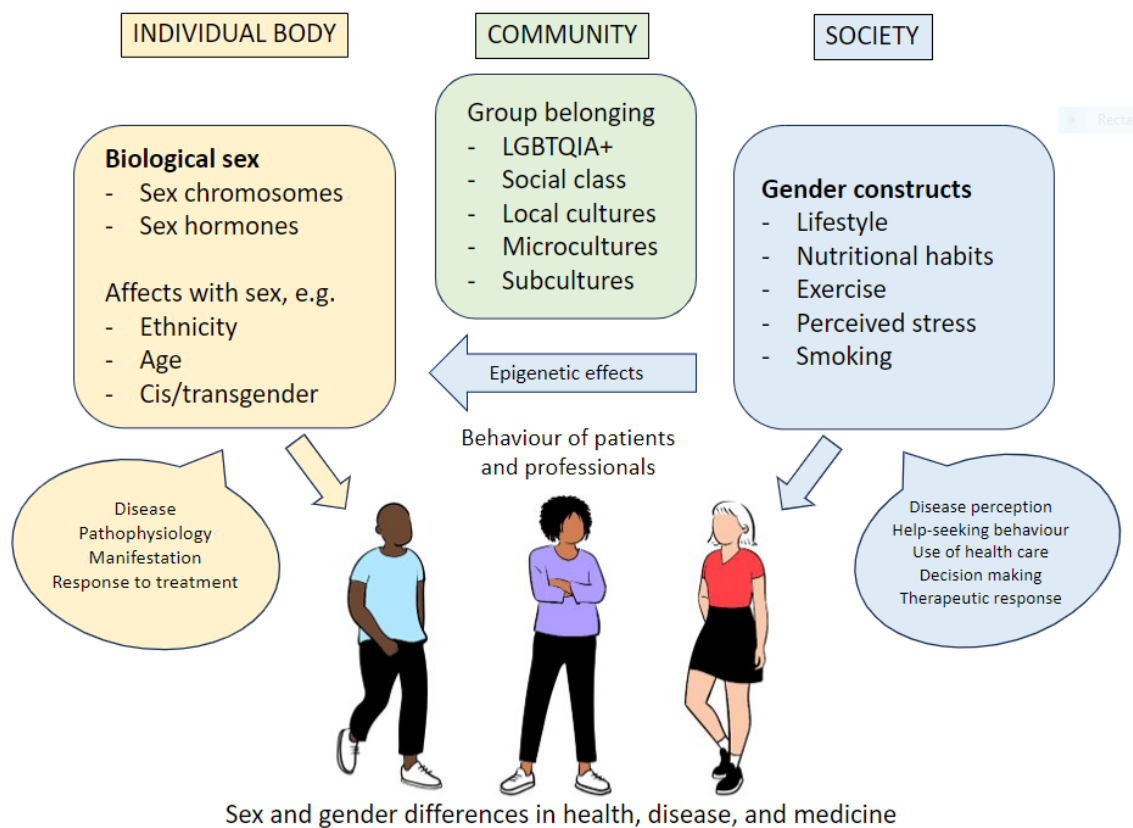 INDIVIDUAL BODY
COMMUNITY
SOCIETY
Biological sex
- Sex chromosomes
- Sex hormones
Affects with sex, e.g.
- Ethnicity
- Age
- Cis/transgender
Group belonging
- LGBTQIA+
- Social class
- Local cultures
- Microcultures
- Subcultures
Gender constructs
- Lifestyle
- Nutritional habits
- Exercise
- Perceived stress
- Smoking
Epigenetic effects
Behaviour of patients
and professionals
Disease
Pathophysiology
Manifestation
Response to treatment
Disease perception
Help-seeking behaviour
Use of health care
Decision making
Therapeutic response
Sex and gender differences in health, disease, and medicine